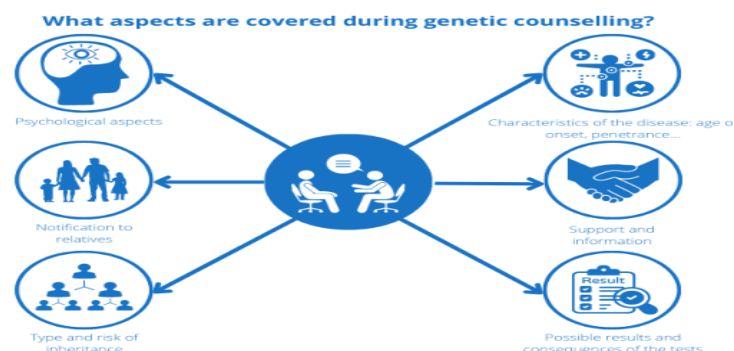 What aspects are covered during genetic counselling?
Psychological aspects
Characteristics of the disease: age o
onset, penetrance...
Notification to
relatives
Support and
information
Result
Type and risk of
inheritance
Possible results and
consequences of the tests